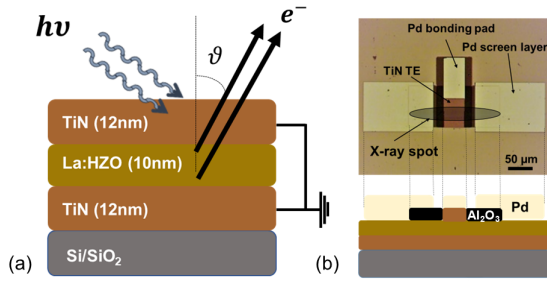 hν
e⁻
ϑ
TiN (12nm)
La:HZO (10nm)
TiN (12nm)
Si/SiO₂
(a)
Pd bonding pad
Pd screen layer
TiN TE
X-ray spot
50 µm
Pd
Al₂O₃
(b)